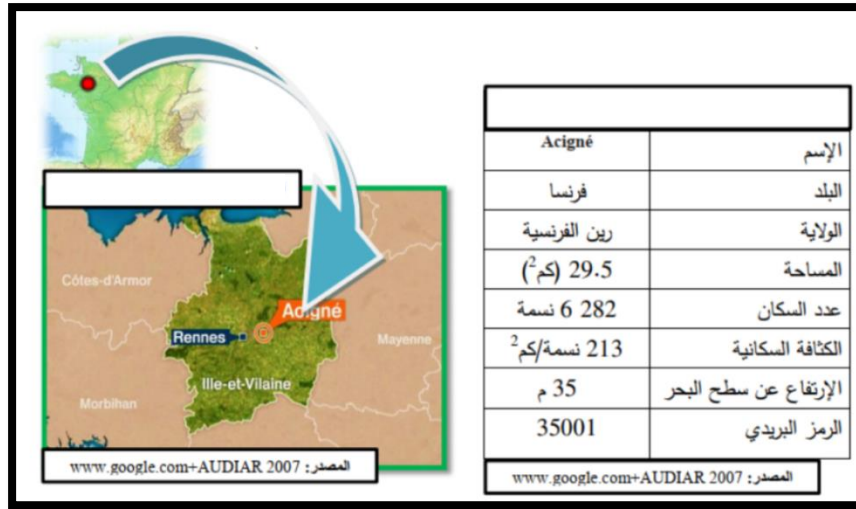 Côtes-d'Armor
Acigné
Rennes
Mayenne
Ille-et-Vilaine
Morbihan
المصدر: www.google.com+AUDIAR 2007
الإسم Acigné
البلد فرنسا
الولاية رين الفرنسية
المساحة 29.5 (كم²)
عدد السكان 282 6 نسمة
الكثافة السكانية 213 نسمة/كم²
الإرتفاع عن سطح البحر 35 م
الرمز البريدي 35001
المصدر: www.google.com+AUDIAR 2007